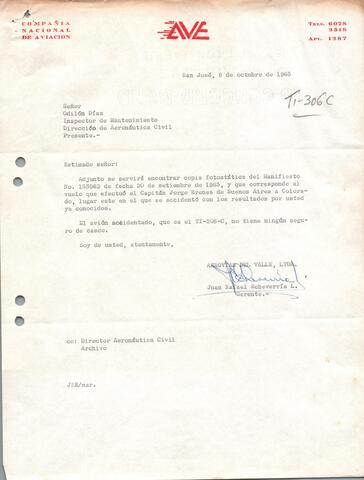 COMPAÑIA
NACIONAL
DE AVIACION
AVE
TELS. 6078
3318
APT. 1287
San José, 8 de octubre de 1965
TI-306C
Señor
Odilón Díaz
Inspector de Mantenimiento
Dirección de Aeronáutica Civil
Presente.-
Estimado señor:
Adjunto se servirá encontrar copia fotostática del Manifiesto
No. de fecha 30 de setiembre de 1965, y que corresponde al
vuelo que efectuó el Capitán Jorge Brenes de Buenos Aires a Colora-
do, lugar este en el que se accidentó con los resultados por usted
ya conocidos.
El avión accidentado, que es el TI-306-C, no tiene ningún segu-
ro de casco.
Soy de usted, atentamente,
AEROVIAS DEL VALLE, LTDA.
Juan Rafael Echeverría L.
Gerente.-
cc: Director Aeronáutica Civil
Archivo
JRE/mar.